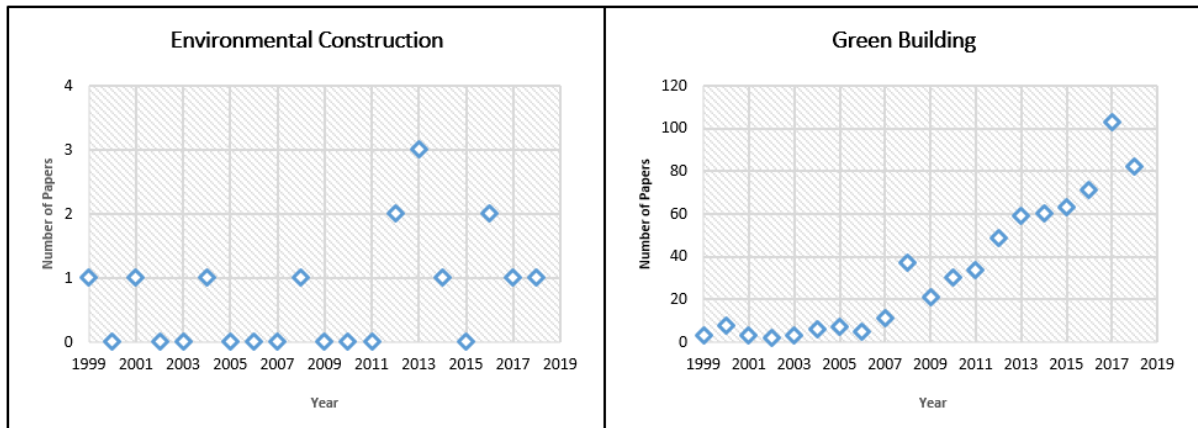 Environmental Construction
4
3
2
1
0
Number of Papers
1999 2001 2003 2005 2007 2009 2011 2013 2015 2017 2019
Year
Green Building
120
100
80
60
40
20
0
Number of Papers
1999 2001 2003 2005 2007 2009 2011 2013 2015 2017 2019
Year